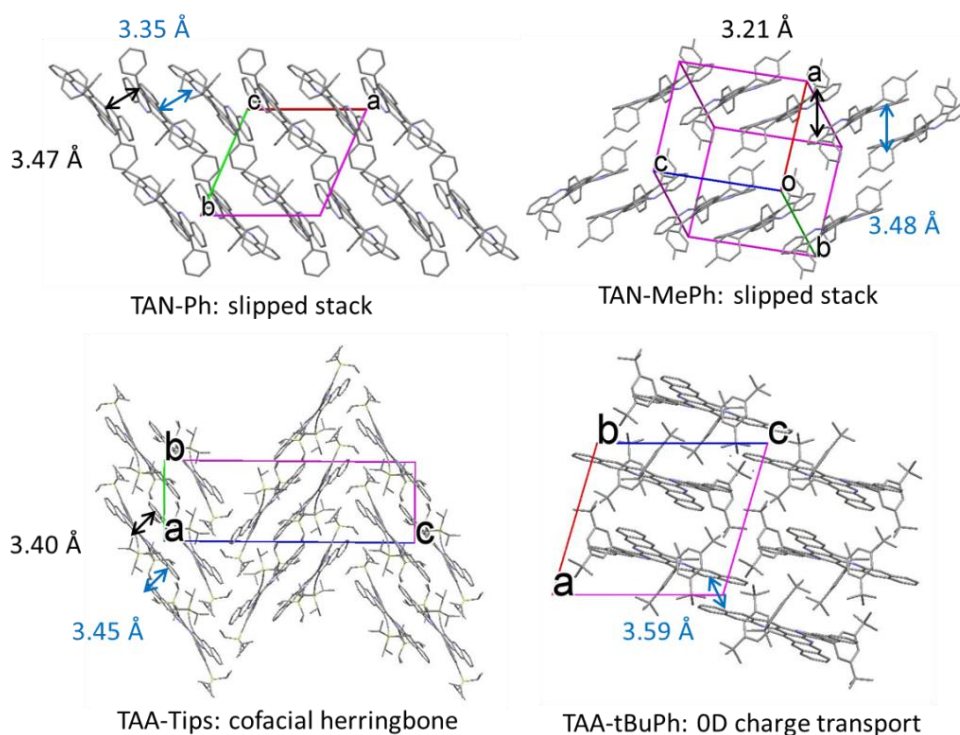 3.35 Å
c
a
3.47 Å
b
TAN-Ph: slipped stack
3.21 Å
a
c
o
b
3.48 Å
TAN-MePh: slipped stack
b
a
c
3.40 Å
3.45 Å
TAA-Tips: cofacial herringbone
b
c
a
3.59 Å
TAA-tBuPh: 0D charge transport